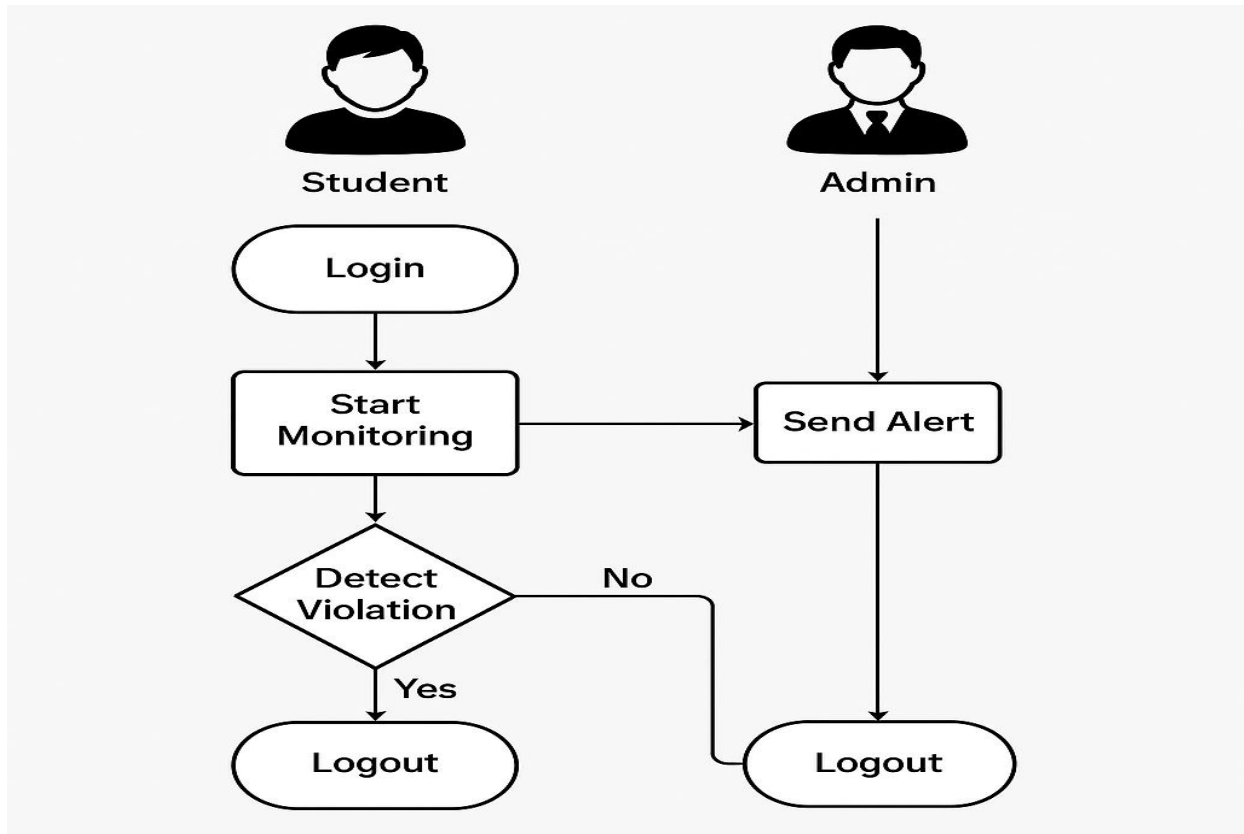 Student
Admin
Login
Start
Monitoring
Send Alert
Detect
Violation
No
Yes
Logout
Logout